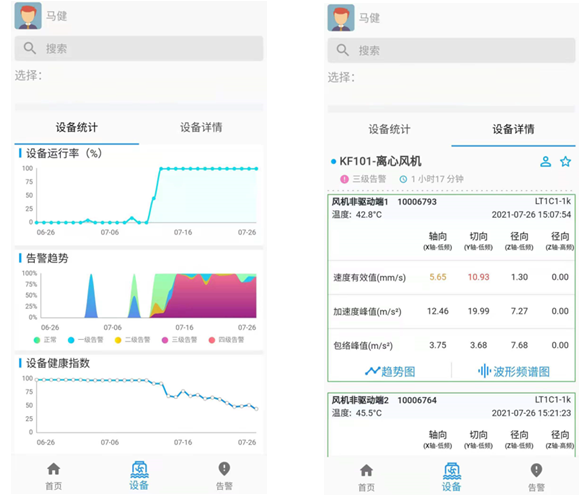 马健
搜索
选择:
设备统计 设备详情
设备运行率（%）
100
75
50
25
0
06-26 07-06 07-16 07-26
告警趋势
100%
75%
50%
25%
0%
06-26 07-06 07-16 07-26
正常 一级告警 二级告警 三级告警 四级告警
设备健康指数
100
75
50
25
0
06-26 07-06 07-16 07-26
首页 设备 告警
马健
搜索
选择:
设备统计 设备详情
KF101-离心风机
三级告警 1 小时17 分钟
风机非驱动端1 10006793 LT1C1-1k
温度: 42.8°C 2021-07-26 15:07:54
轴向 切向 径向 径向
(X轴-低频) (Y轴-低频) (Z轴-低频) (Z轴-高频)
速度有效值(mm/s) 5.65 10.93 1.30 0.00
加速度峰值(m/s²) 12.46 19.99 7.27 0.00
包络峰值(m/s²) 3.75 3.68 7.68 0.00
趋势图 波形频谱图
风机非驱动端2 10006764 LT1C1-1k
温度: 45.5°C 2021-07-26 15:21:23
轴向 切向 径向 径向
(X轴-低频) (Y轴-低频) (Z轴-低频) (Z轴-高频)
首页 设备 告警